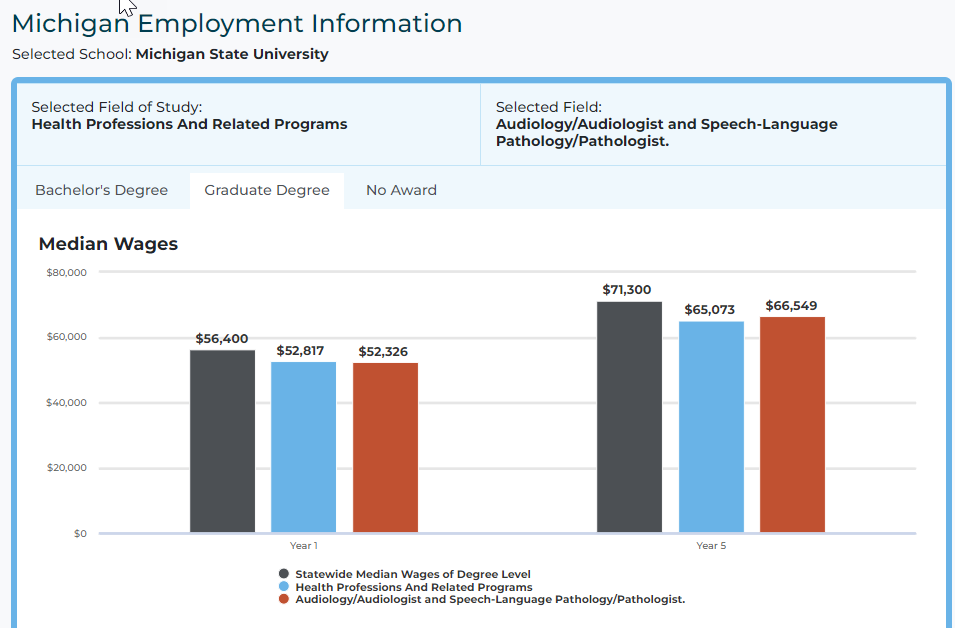 Michigan Employment Information
Selected School: Michigan State University
Selected Field of Study:
Health Professions And Related Programs
Selected Field:
Audiology/Audiologist and Speech-Language
Pathology/Pathologist.
Bachelor's Degree
Graduate Degree
No Award
Median Wages
$80,000
$60,000
$40,000
$20,000
$0
$56,400
$52,817
$52,326
$71,300
$65,073
$66,549
Year 1
Year 5
Statewide Median Wages of Degree Level
Health Professions And Related Programs
Audiology/Audiologist and Speech-Language Pathology/Pathologist.